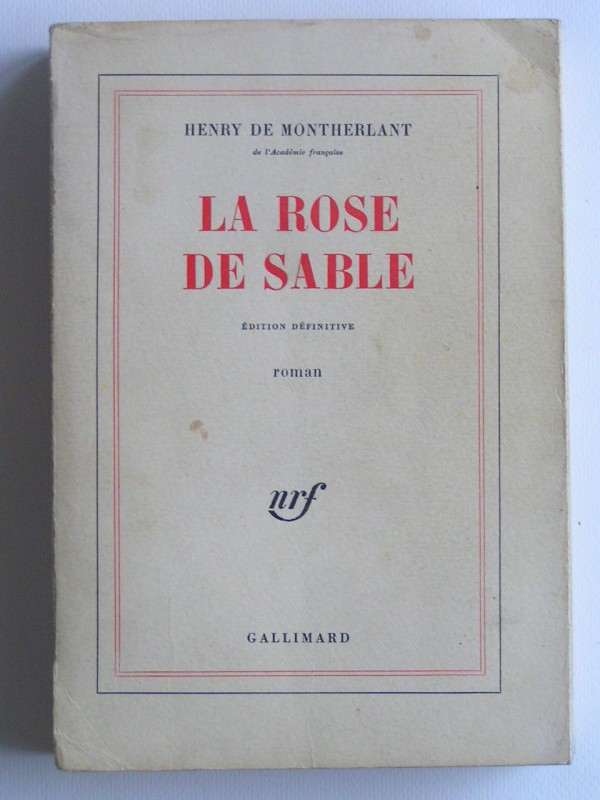 HENRY DE MONTHERLANT
de l'Académie française
LA ROSE
DE SABLE
ÉDITION DÉFINITIVE
roman
nrf
GALLIMARD